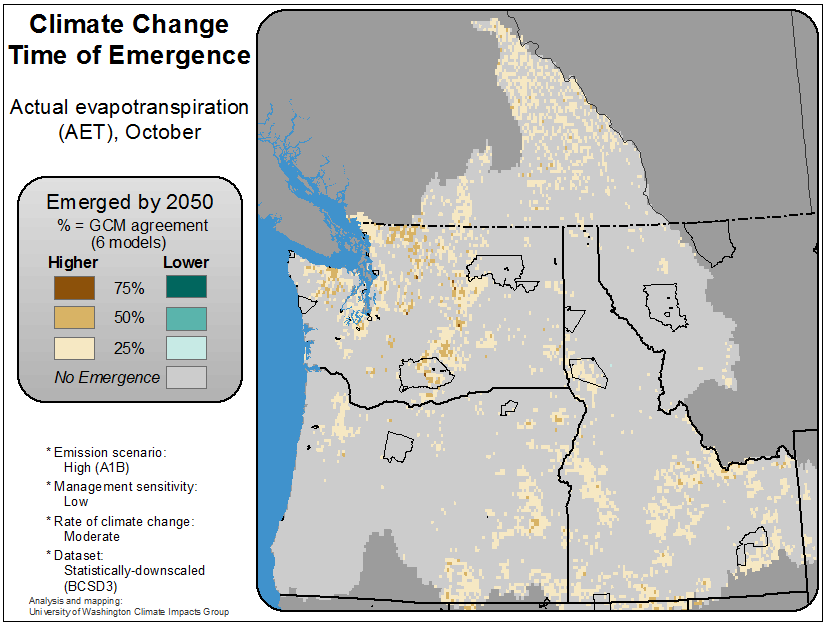 Climate Change
Time of Emergence
Actual evapotranspiration
(AET), October
Emerged by 2050
% = GCM agreement
(6 models)
Higher Lower
75%
50%
25%
No Emergence
* Emission scenario:
High (A1B)
* Management sensitivity:
Low
* Rate of climate change:
Moderate
* Dataset:
Statistically-downscaled
(BCSD3)
Analysis and mapping:
University of Washington Climate Impacts Group